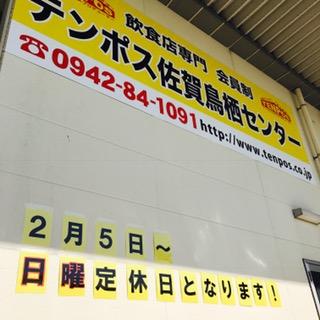 TENPOS
飲食店専門 会員制
テンポス佐賀鳥栖センター
TENPOS
☎0942-84-1091 http://www.tenpos.co.jp
2月5日～
日曜定休日となります!